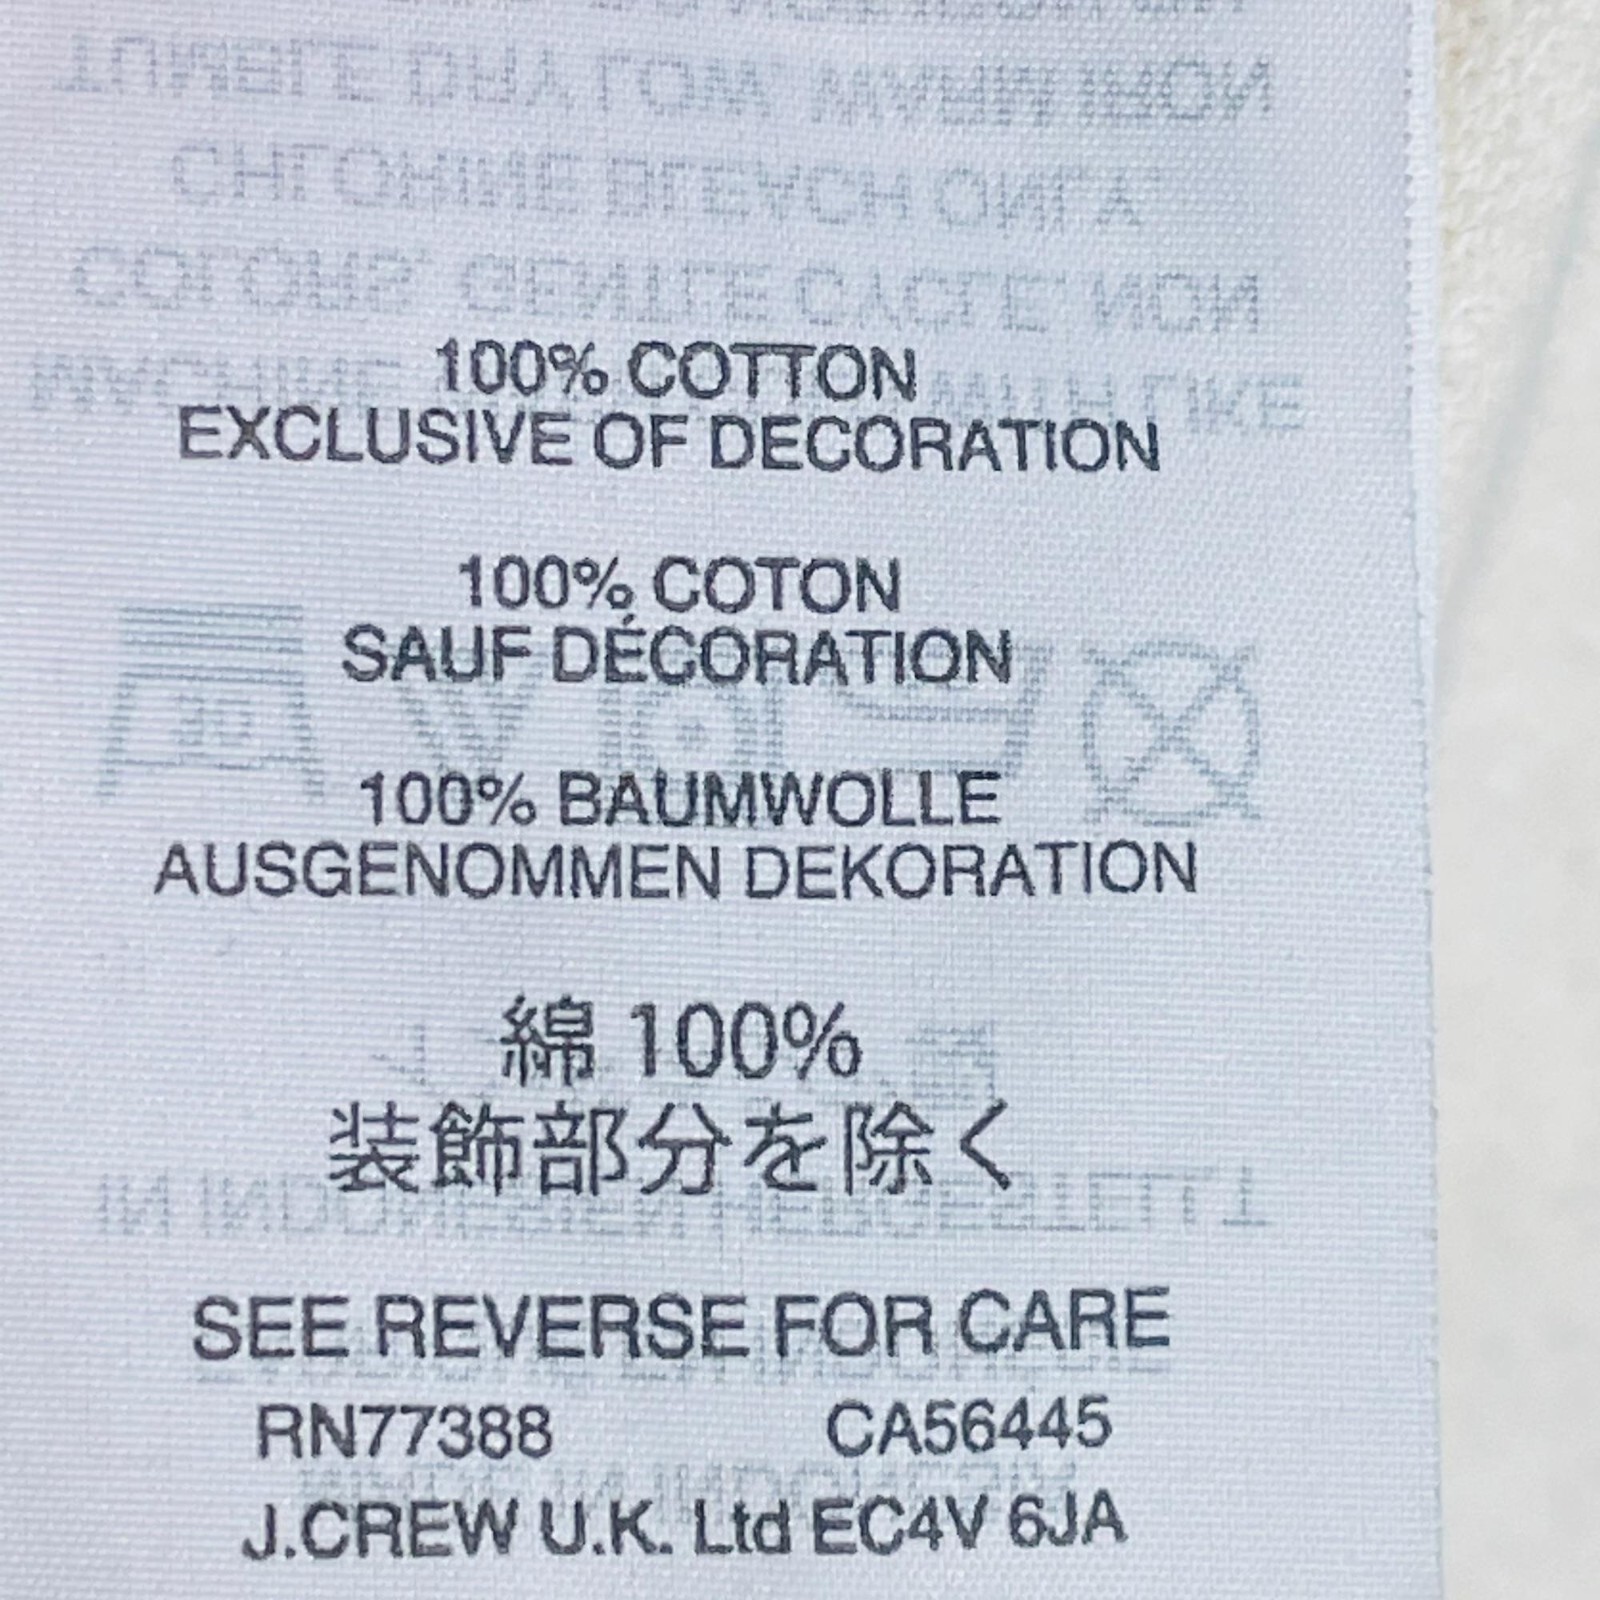 100% COTTON
EXCLUSIVE OF DECORATION
100% COTON
SAUF DÉCORATION
100% BAUMWOLLE
AUSGENOMMEN DEKORATION
綿 100%
装飾部分を除く
SEE REVERSE FOR CARE
RN77388 CA56445
J.CREW U.K. Ltd EC4V 6JA